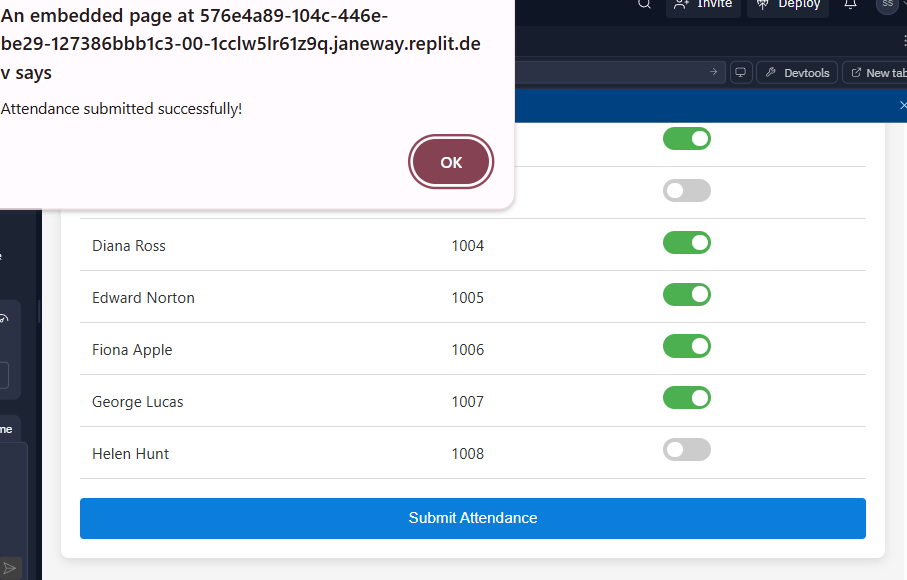 An embedded page at 576e4a89-104c-446e-
be29-127386bbb1c3-00-1cclw5lr61z9q.janeway.replit.de
v says
Attendance submitted successfully!
OK
Invite
Deploy
SS
Devtools
New tab
Diana Ross 1004
Edward Norton 1005
Fiona Apple 1006
George Lucas 1007
Helen Hunt 1008
Submit Attendance